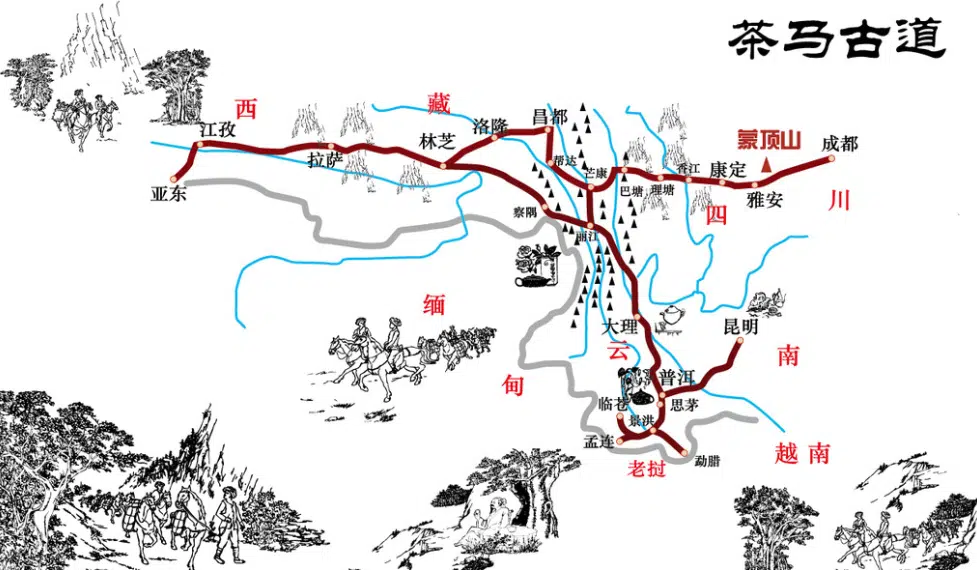 茶马古道
西
藏
昌都
洛隆
江孜
林芝
蒙顶山
成都
拉萨
帮达
芒康
香江
康定
亚东
巴塘
理塘
雅安
四
川
察隅
丽江
缅
大理
昆明
云
南
甸
普洱
临苍
思茅
景洪
孟连
越南
勐腊
老挝